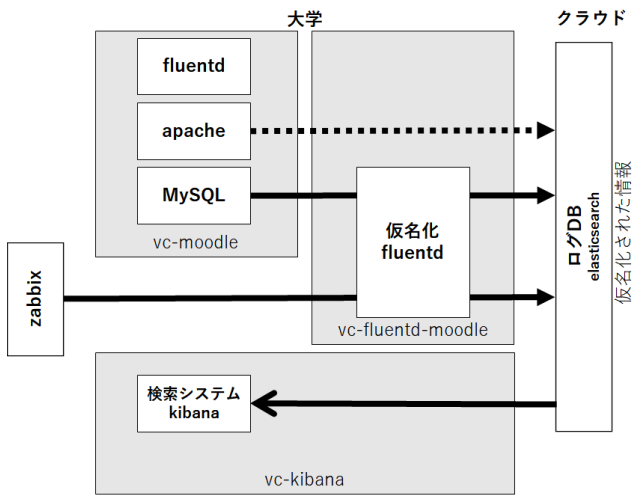 大学
クラウド
fluentd
apache
MySQL
vc-moodle
仮名化
fluentd
vc-fluentd-moodle
zabbix
ログDB
elasticsearch
仮名化された情報
検索システム
kibana
vc-kibana